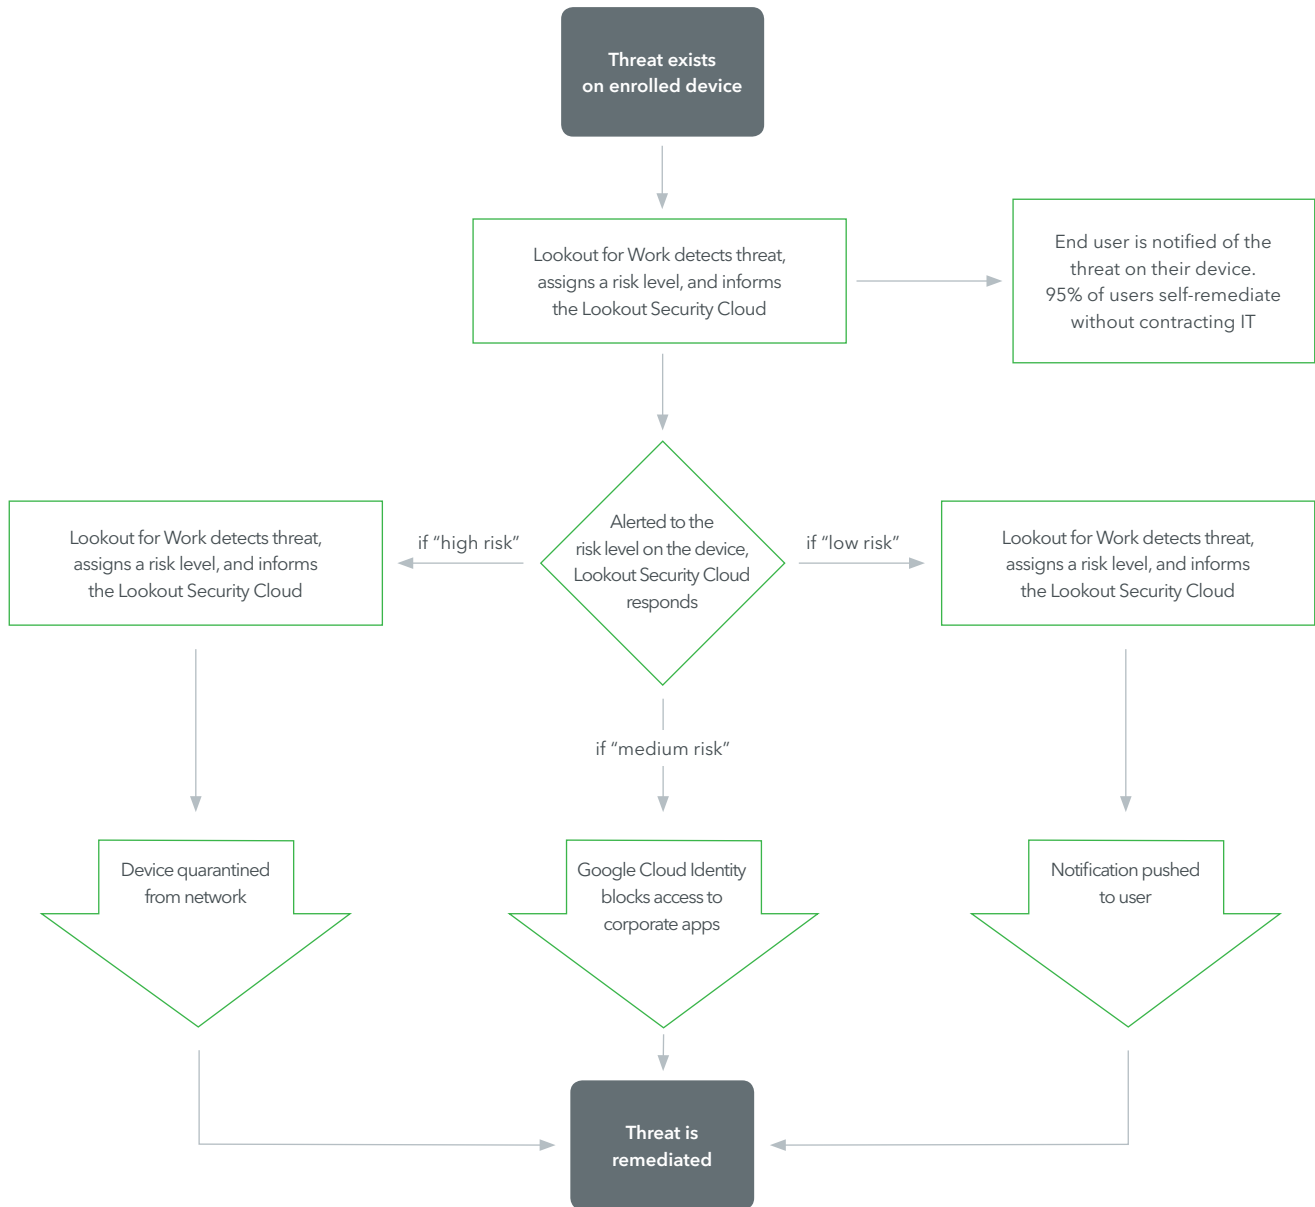 Threat exists
on enrolled device
Lookout for Work detects threat,
assigns a risk level, and informs
the Lookout Security Cloud
End user is notified of the
threat on their device.
95% of users self-remediate
without contracting IT
Alerted to the
risk level on the device,
Lookout Security Cloud
responds
if “high risk”
Lookout for Work detects threat,
assigns a risk level, and informs
the Lookout Security Cloud
if “low risk”
Lookout for Work detects threat,
assigns a risk level, and informs
the Lookout Security Cloud
if “medium risk”
Device quarantined
from network
Google Cloud Identity
blocks access to
corporate apps
Notification pushed
to user
Threat is
remediated